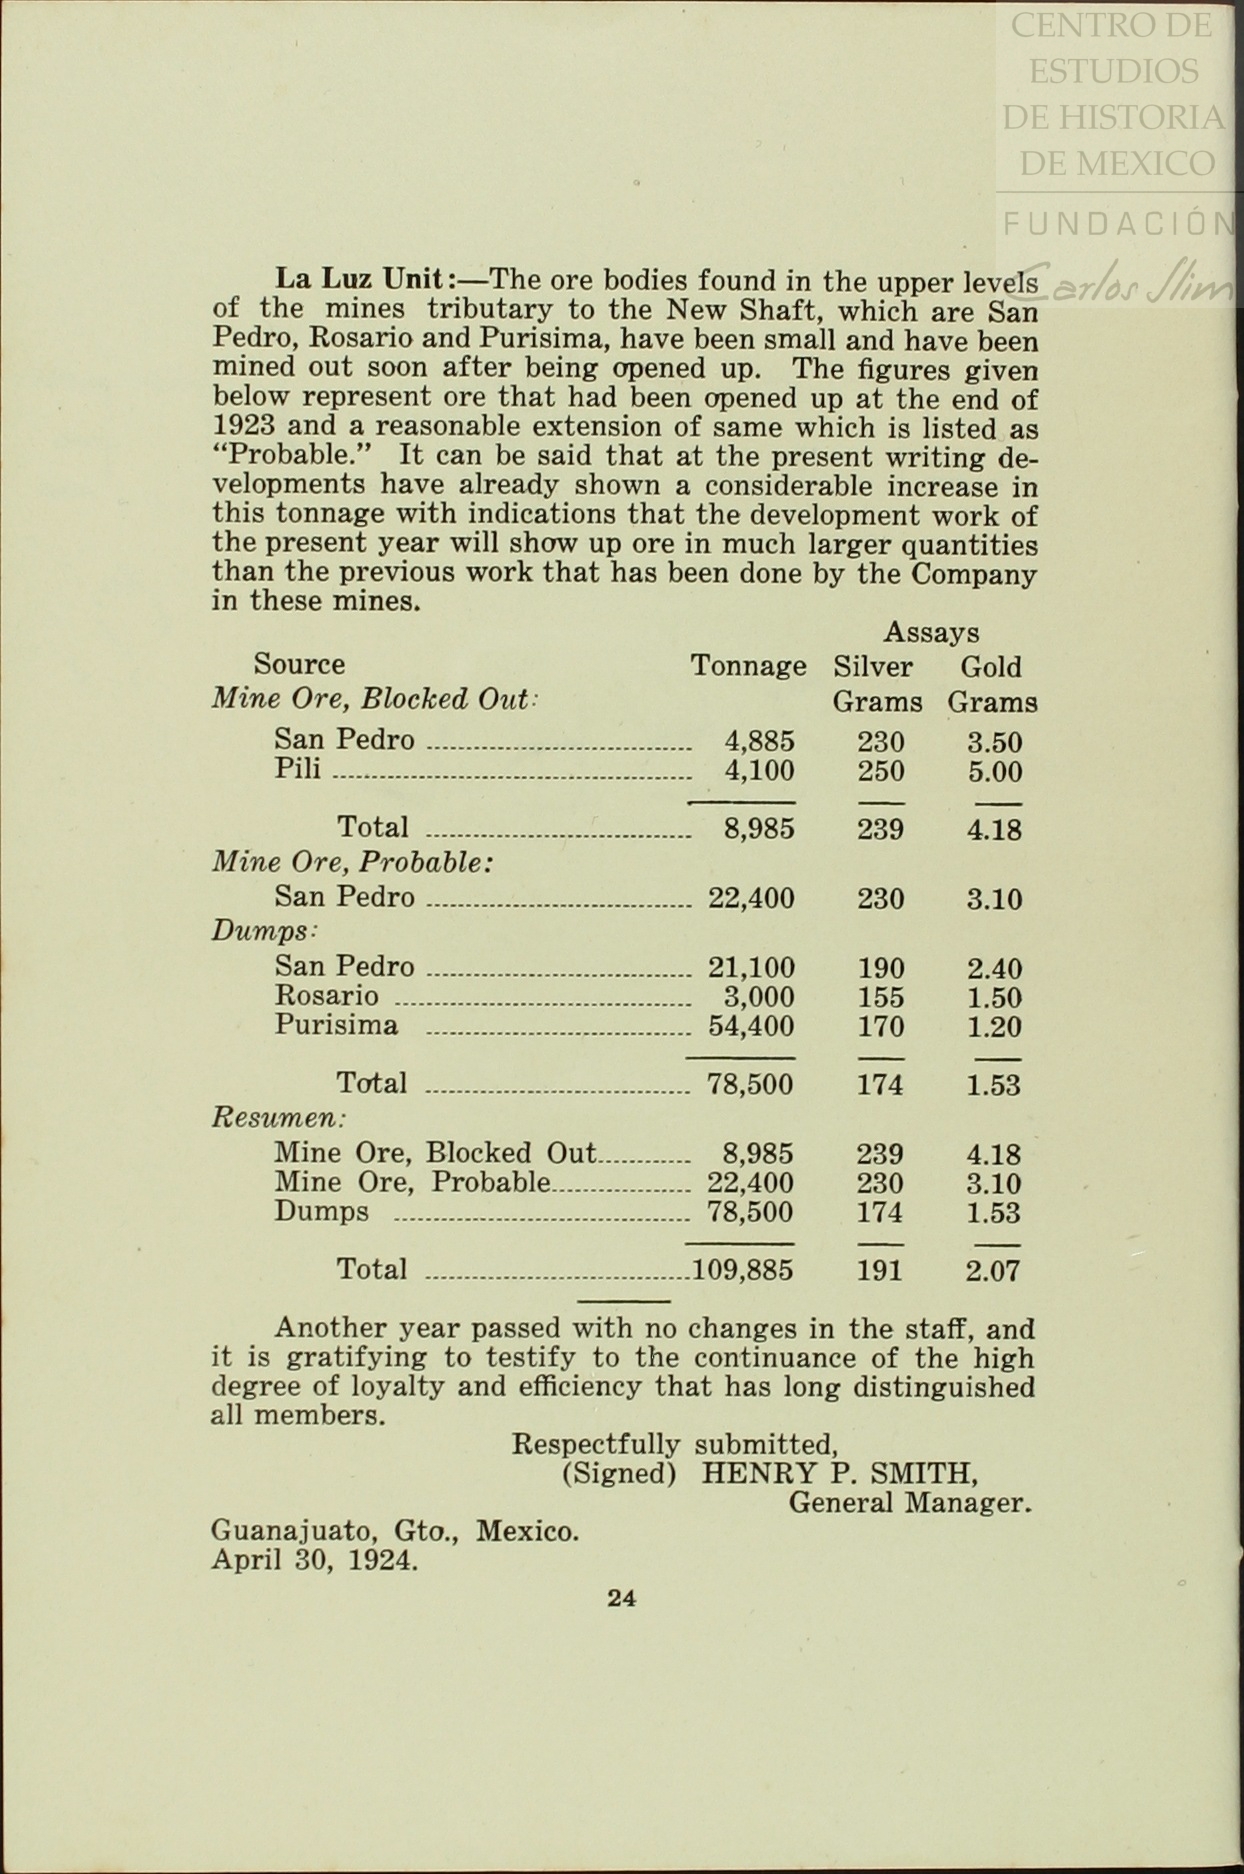 CENTRO DE
ESTUDIOS
DE HISTORIA
DE MEXICO
FUNDACIÓN
Carlos Slim
La Luz Unit:—The ore bodies found in the upper levels
of the mines tributary to the New Shaft, which are San
Pedro, Rosario and Purisima, have been small and have been
mined out soon after being opened up. The figures given
below represent ore that had been opened up at the end of
1923 and a reasonable extension of same which is listed as
“Probable.” It can be said that at the present writing de-
velopments have already shown a considerable increase in
this tonnage with indications that the development work of
the present year will show up ore in much larger quantities
than the previous work that has been done by the Company
in these mines.
Assays
Source Tonnage Silver Gold
Mine Ore, Blocked Out: Grams Grams
San Pedro 4,885 230 3.50
Pili 4,100 250 5.00
Total 8,985 239 4.18
Mine Ore, Probable:
San Pedro 22,400 230 3.10
Dumps:
San Pedro 21,100 190 2.40
Rosario 3,000 155 1.50
Purisima 54,400 170 1.20
Total 78,500 174 1.53
Resumen:
Mine Ore, Blocked Out 8,985 239 4.18
Mine Ore, Probable 22,400 230 3.10
Dumps 78,500 174 1.53
Total 109,885 191 2.07
Another year passed with no changes in the staff, and
it is gratifying to testify to the continuance of the high
degree of loyalty and efficiency that has long distinguished
all members.
Respectfully submitted,
(Signed) HENRY P. SMITH,
General Manager.
Guanajuato, Gto., Mexico.
April 30, 1924.
24